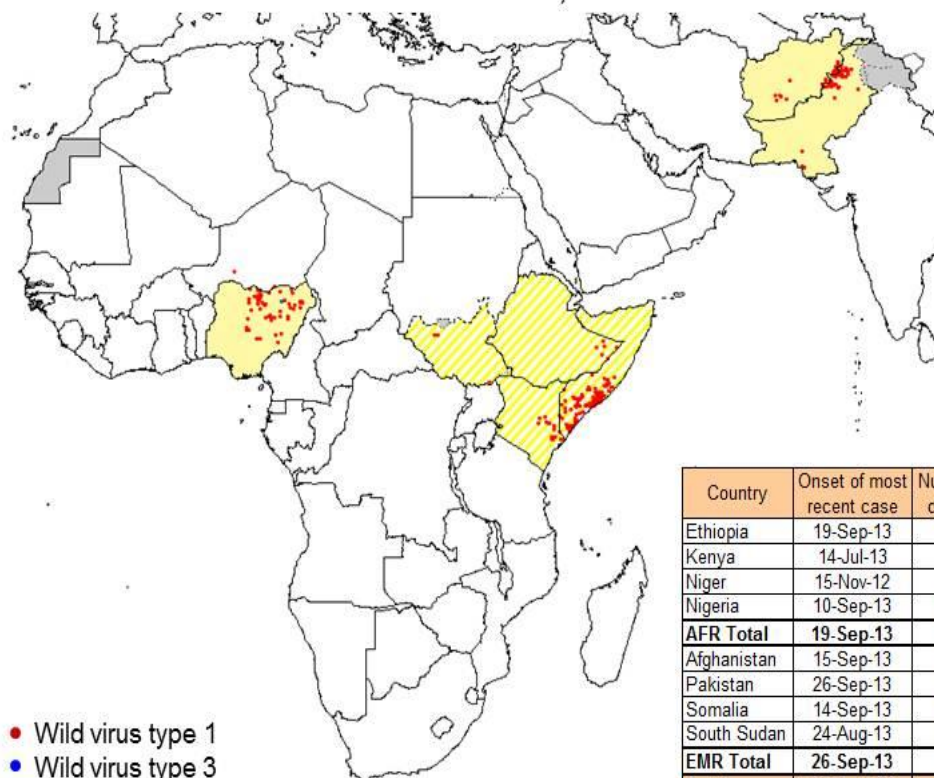 Country Onset of most recent case
Ethiopia 19-Sep-13
Kenya 14-Jul-13
Niger 15-Nov-12
Nigeria 10-Sep-13
AFR Total 19-Sep-13
Afghanistan 15-Sep-13
Pakistan 26-Sep-13
Somalia 14-Sep-13
South Sudan 24-Aug-13
EMR Total 26-Sep-13
Wild virus type 1
Wild virus type 3